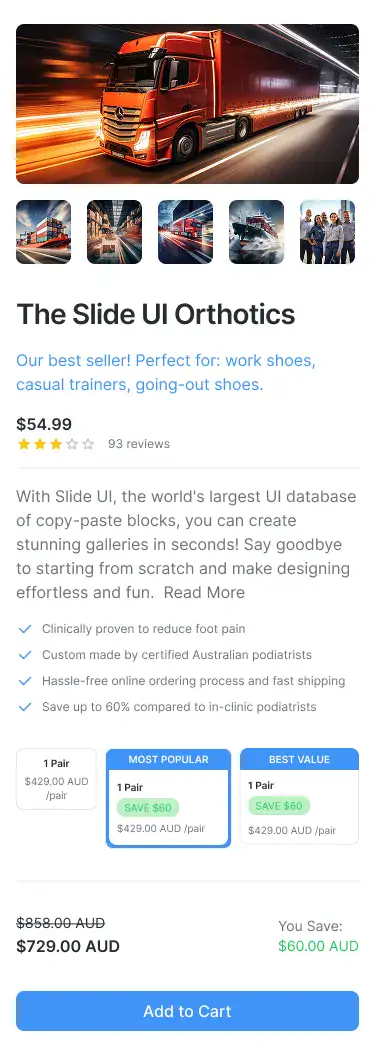 The Slide UI Orthotics
Our best seller! Perfect for: work shoes,
casual trainers, going-out shoes.
$54.99
93 reviews
With Slide UI, the world's largest UI database
of copy-paste blocks, you can create
stunning galleries in seconds! Say goodbye
to starting from scratch and make designing
effortless and fun. Read More
Clinically proven to reduce foot pain
Custom made by certified Australian podiatrists
Hassle-free online ordering process and fast shipping
Save up to 60% compared to in-clinic podiatrists
1 Pair
$429.00 AUD
/pair
MOST POPULAR
1 Pair
SAVE $60
$429.00 AUD /pair
BEST VALUE
1 Pair
SAVE $60
$429.00 AUD /pair
$858.00 AUD
$729.00 AUD
You Save:
$60.00 AUD
Add to Cart